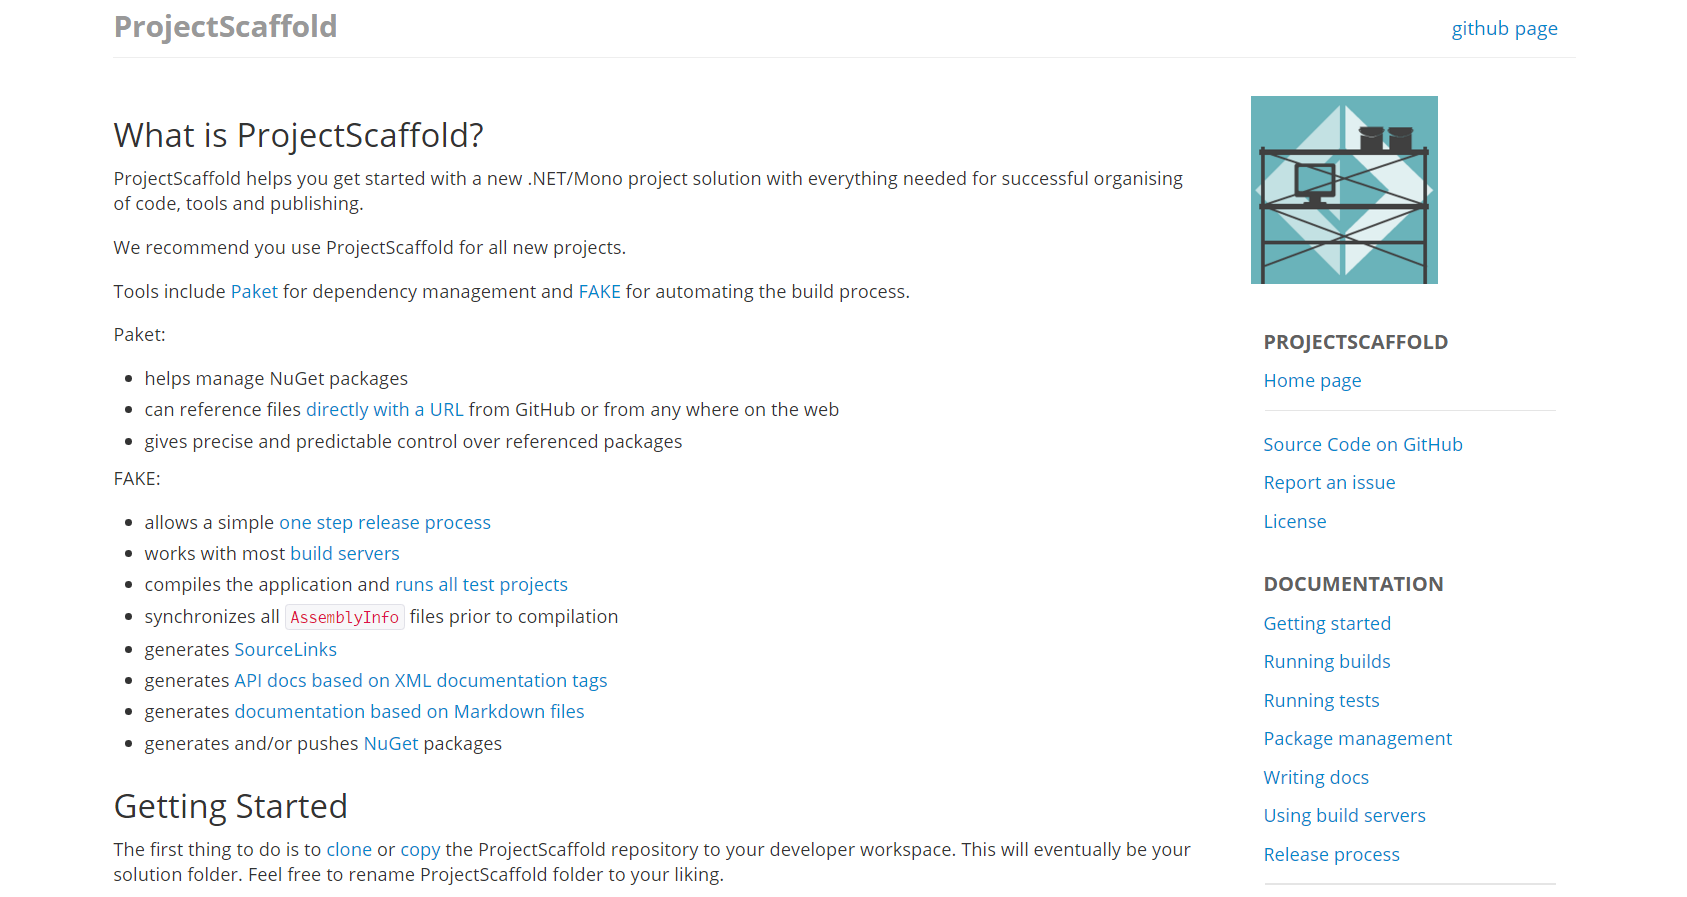 ProjectScaffold
github page
What is ProjectScaffold?
ProjectScaffold helps you get started with a new .NET/Mono project solution with everything needed for successful organising
of code, tools and publishing.
We recommend you use ProjectScaffold for all new projects.
Tools include Paket for dependency management and FAKE for automating the build process.
Paket:
helps manage NuGet packages
can reference files directly with a URL from GitHub or from any where on the web
gives precise and predictable control over referenced packages
FAKE:
allows a simple one step release process
works with most build servers
compiles the application and runs all test projects
synchronizes all AssemblyInfo files prior to compilation
generates SourceLinks
generates API docs based on XML documentation tags
generates documentation based on Markdown files
generates and/or pushes NuGet packages
Getting Started
The first thing to do is to clone or copy the ProjectScaffold repository to your developer workspace. This will eventually be your
solution folder. Feel free to rename ProjectScaffold folder to your liking.
PROJECTSCAFFOLD
Home page
Source Code on GitHub
Report an issue
License
DOCUMENTATION
Getting started
Running builds
Running tests
Package management
Writing docs
Using build servers
Release process